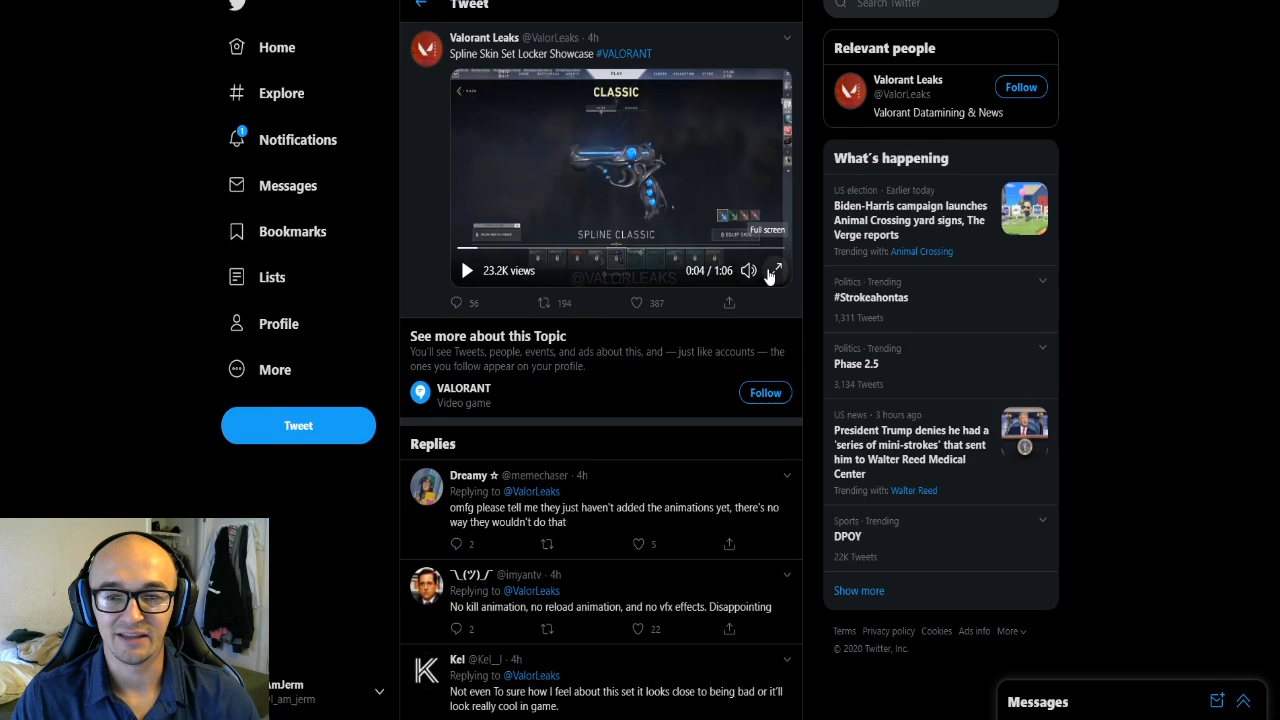 Home
Explore
1
Notifications
Messages
Bookmarks
Lists
Profile
More
Tweet
AmJerm
i_am_jerm
Tweet
Valorant Leaks @ValorLeaks · 4h
Spline Skin Set Locker Showcase #VALORANT
PLAY
CLASSIC
SPLINE CLASSIC
Full screen
23.2K views
0:04 / 1:06
@VALORLEAKS
56 194 387
See more about this Topic
You'll see Tweets, people, events, and ads about this, and — just like accounts — the
ones you follow appear on your profile.
VALORANT
Video game
Follow
Replies
Dreamy ☆ @memechaser · 4h
Replying to @ValorLeaks
omfg please tell me they just haven't added the animations yet, there's no
way they wouldn't do that
2 5
¯\_(ツ)_/¯ @imyantv · 4h
Replying to @ValorLeaks
No kill animation, no reload animation, and no vfx effects. Disappointing
2 22
Kel @Kel__I · 4h
Replying to @ValorLeaks
Not even To sure how I feel about this set it looks close to being bad or it'll
look really cool in game.
Search Twitter
Relevant people
Valorant Leaks
@ValorLeaks
Follow
Valorant Datamining & News
What's happening
US election · Earlier today
Biden-Harris campaign launches
Animal Crossing yard signs, The
Verge reports
Trending with: Animal Crossing
Politics · Trending
#Strokeahontas
1,311 Tweets
Politics · Trending
Phase 2.5
3,134 Tweets
US news · 3 hours ago
President Trump denies he had a
'series of mini-strokes' that sent
him to Walter Reed Medical
Center
Trending with: Walter Reed
Sports · Trending
DPOY
22K Tweets
Show more
Terms Privacy policy Cookies Ads info More
© 2020 Twitter, Inc.
Messages